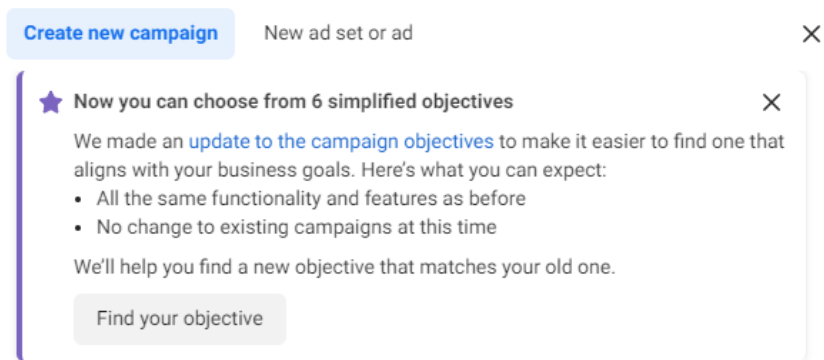 Create new campaign New ad set or ad
Now you can choose from 6 simplified objectives
We made an update to the campaign objectives to make it easier to find one that
aligns with your business goals. Here's what you can expect:
• All the same functionality and features as before
• No change to existing campaigns at this time
We'll help you find a new objective that matches your old one.
Find your objective